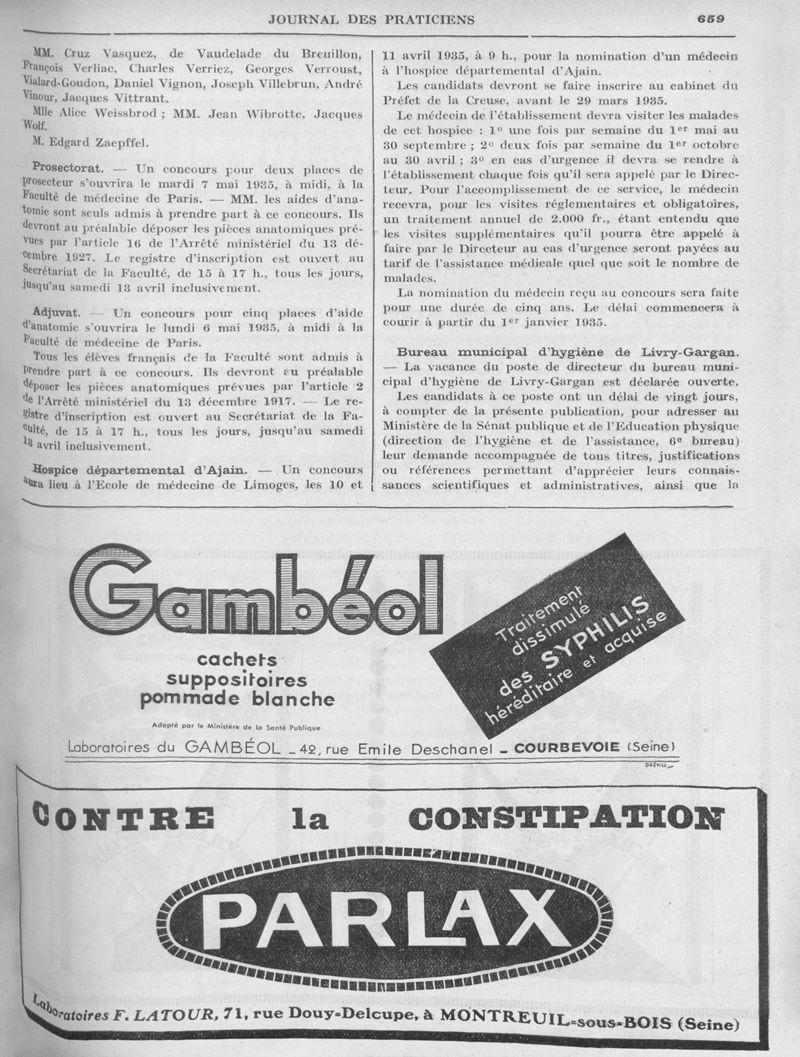 JOURNAL DES PRATICIENS 659
MM. Cruz Vasquez, de Vaudelade du Breuillon,
François Verliac, Charles Verriez, Georges Verroust,
Vialard-Goudon, Daniel Vignon, Joseph Villebrun, André
Vinour, Jacques Vittrant.
Mlle Alice Weissbrod ; MM. Jean Wibrotte, Jacques
Wolf.
M. Edgard Zaepffel.
Prosectorat. — Un concours pour deux places de
prosecteur s'ouvrira le mardi 7 mai 1935, à midi, à la
Faculté de médecine de Paris. — MM. les aides d'ana-
tomie sont seuls admis à prendre part à ce concours. Ils
devront au préalable déposer les pièces anatomiques pré-
vues par l'article 16 de l'Arrêté ministériel du 13 dé-
cembre 1927. Le registre d'inscription est ouvert au
Secrétariat de la Faculté, de 15 à 17 h., tous les jours,
jusqu'au samedi 13 avril inclusivement.
Adjuvat. — Un concours pour cinq places d'aide
d'anatomie s'ouvrira le lundi 6 mai 1935, à midi à la
Faculté de médecine de Paris.
Tous les élèves français de la Faculté sont admis à
prendre part à ce concours. Ils devront au préalable
déposer les pièces anatomiques prévues par l'article 2
de l'Arrêté ministériel du 13 décembre 1917. — Le re-
gistre d'inscription est ouvert au Secrétariat de la Fa-
culté, de 15 à 17 h., tous les jours, jusqu'au samedi
13 avril inclusivement.
Hospice départemental d'Ajain. — Un concours
aura lieu à l'Ecole de médecine de Limoges, les 10 et
11 avril 1935, à 9 h., pour la nomination d'un médecin
à l'hospice départemental d'Ajain.
Les candidats devront se faire inscrire au cabinet du
Préfet de la Creuse, avant le 29 mars 1935.
Le médecin de l'établissement devra visiter les malades
de cet hospice : 1º une fois par semaine du 1er mai au
30 septembre ; 2º deux fois par semaine du 1er octobre
au 30 avril ; 3º en cas d'urgence il devra se rendre à
l'établissement chaque fois qu'il sera appelé par le Direc-
teur. Pour l'accomplissement de ce service, le médecin
recevra, pour les visites réglementaires et obligatoires,
un traitement annuel de 2.000 fr., étant entendu que
les visites supplémentaires qu'il pourra être appelé à
faire par le Directeur au cas d'urgence seront payées au
tarif de l'assistance médicale quel que soit le nombre de
malades.
La nomination du médecin reçu au concours sera faite
pour une durée de cinq ans. Le délai commencera à
courir à partir du 1er janvier 1935.
Bureau municipal d'hygiène de Livry-Gargan.
— La vacance du poste de directeur du bureau muni-
cipal d'hygiène de Livry-Gargan est déclarée ouverte.
Les candidats à ce poste ont un délai de vingt jours,
à compter de la présente publication, pour adresser au
Ministère de la Sénat publique et de l'Education physique
(direction de l'hygiène et de l'assistance, 6e bureau)
leur demande accompagnée de tous titres, justifications
ou références permettant d'apprécier leurs connais-
sances scientifiques et administratives, ainsi que la
Gambéol
cachets
suppositoires
pommade blanche
Adopté par le Ministère de la Santé Publique
Traitement
dissimulé
des SYPHILIS
héréditaire et acquise
Laboratoires du GAMBÉOL - 42, rue Emile Deschanel - COURBEVOIE (Seine)
CONTRE la CONSTIPATION
PARLAX
Laboratoires F. LATOUR, 71, rue Douy=Delcupe, à MONTREUIL=sous=BOIS (Seine)